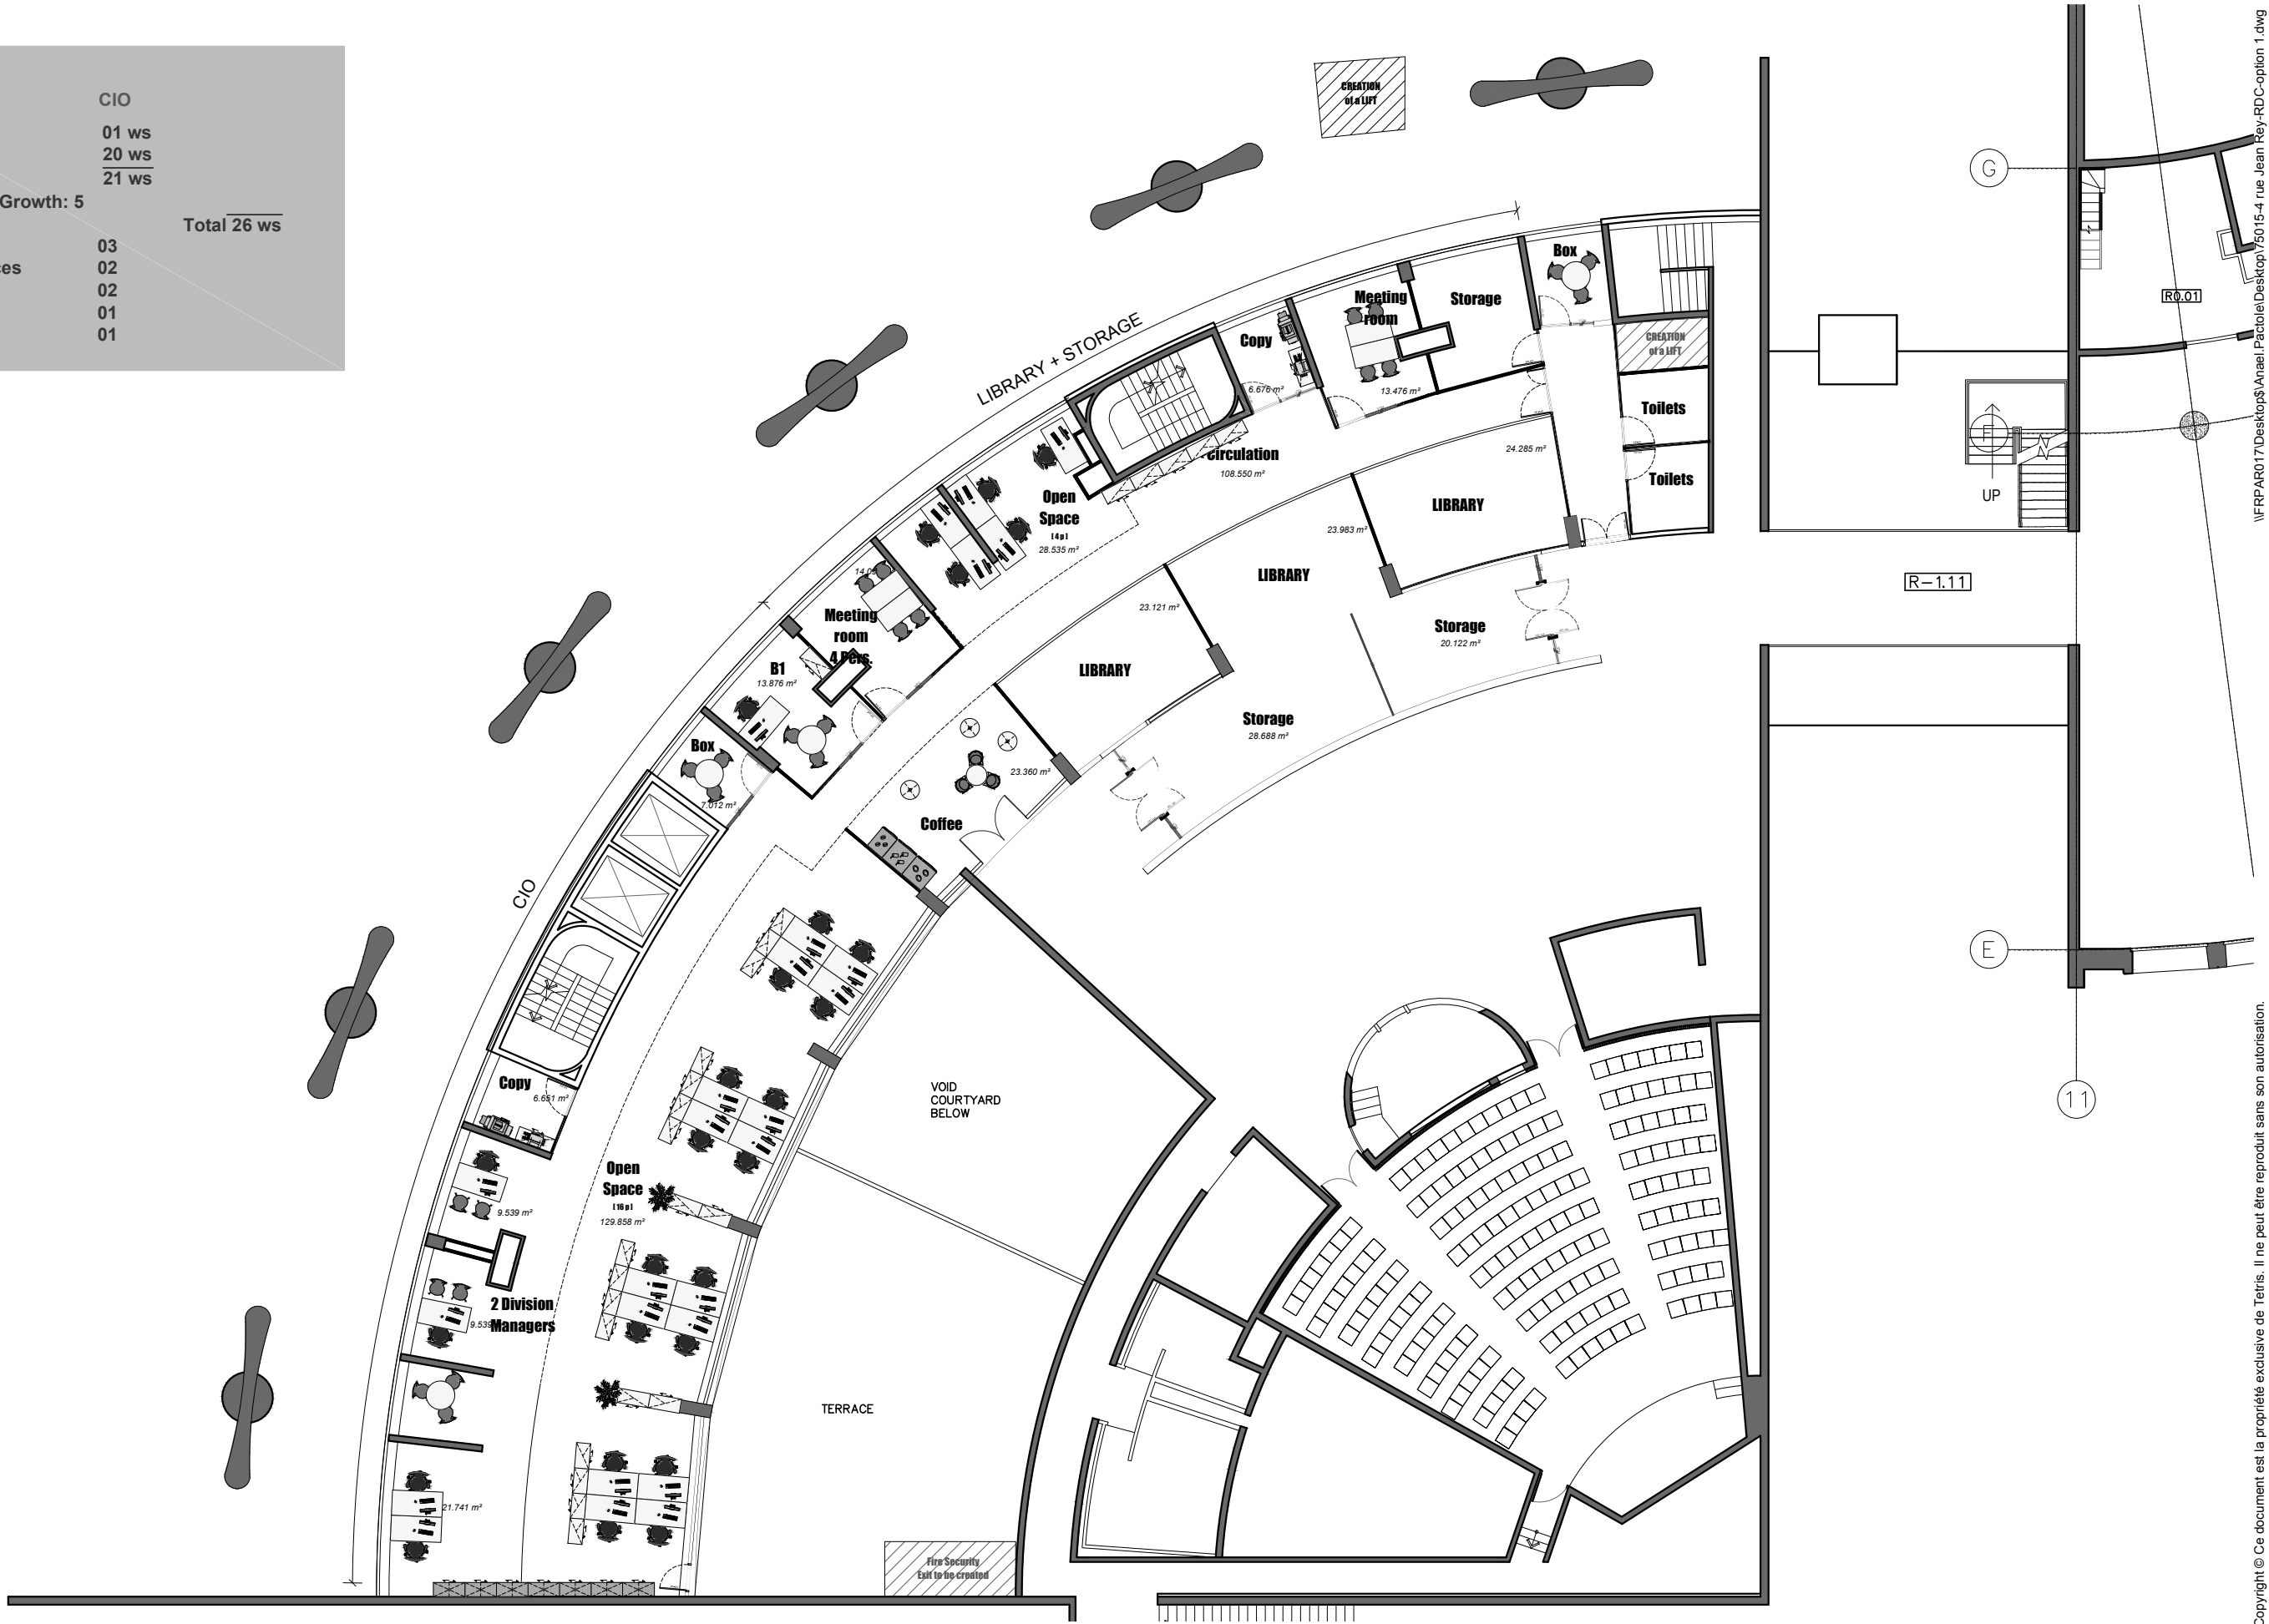 CIO
01 ws
20 ws
21 ws
Growth: 5
Total 26 ws
03
02
02
01
01
CREATION
of a LIFT
LIBRARY + STORAGE
Box
Meeting
room
13.476 m²
Storage
Copy
6.676 m²
CREATION
of a LIFT
Toilets
Toilets
Circulation
108.550 m²
24.285 m²
LIBRARY
Open
Space
[ 4 p ]
28.535 m²
23.983 m²
LIBRARY
23.121 m²
LIBRARY
Storage
20.122 m²
Storage
28.688 m²
Meeting
room
4 Pers.
B1
13.876 m²
Box
7.012 m²
23.360 m²
Coffee
CIO
Copy
6.651 m²
Open
Space
[ 16 p ]
129.858 m²
9.539 m²
2 Division
Managers
21.741 m²
VOID
COURTYARD
BELOW
TERRACE
Fire Security
Exit to be created
G
F
UP
R0.01
R-1.11
E
11
\\FRPAR017\Desktop$\Anael.Pactole\Desktop\75015-4 rue Jean Rey-RDC-option 1.dwg
Copyright © Ce document est la propriété exclusive de Tetris. Il ne peut être reproduit sans son autorisation.